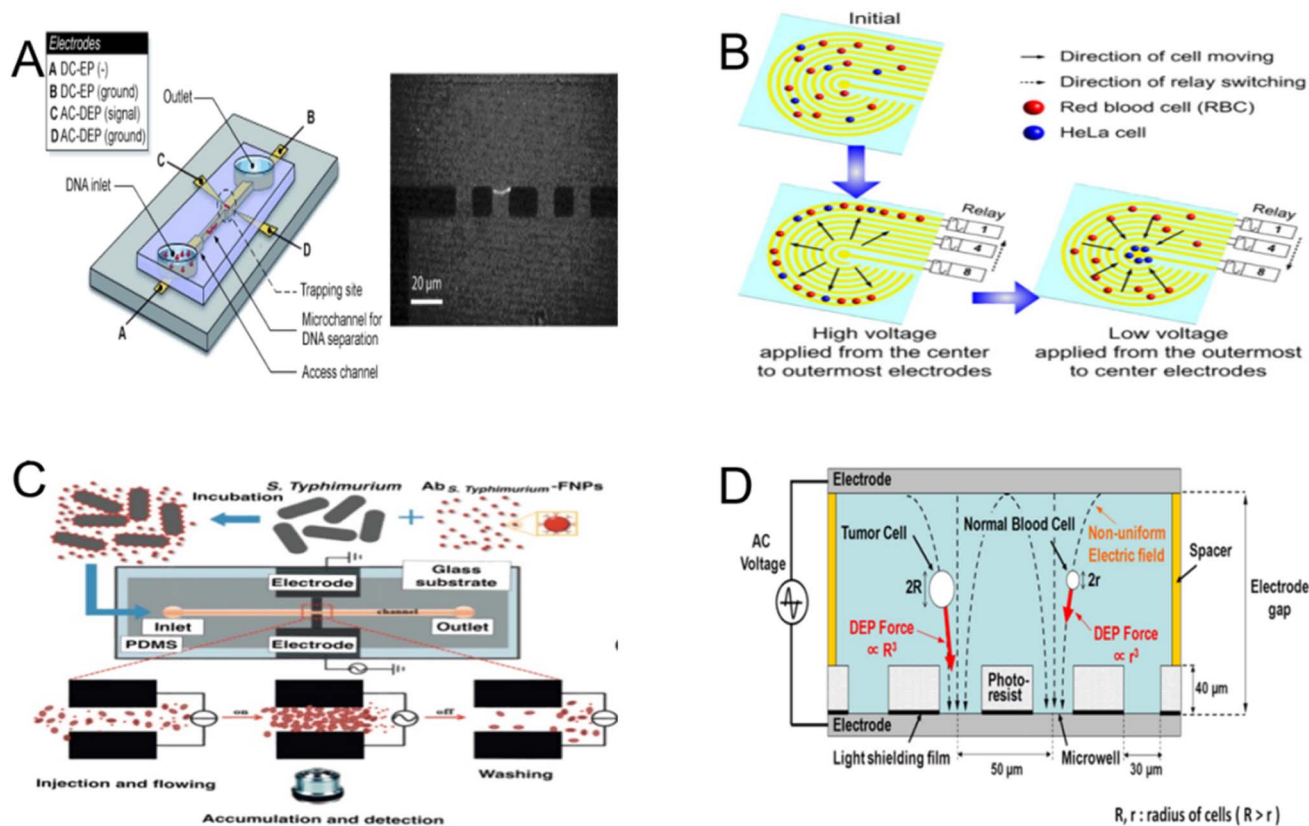 A
Electrodes
A DC-EP (-)
B DC-EP (ground)
C AC-DEP (signal)
D AC-DEP (ground)
Outlet
B
C
DNA inlet
D
A
Trapping site
Microchannel for
DNA separation
Access channel
20 μm
B
Initial
Direction of cell moving
Direction of relay switching
Red blood cell (RBC)
HeLa cell
Relay
1
4
8
Relay
1
4
8
High voltage
applied from the center
to outermost electrodes
Low voltage
applied from the outermost
to center electrodes
C
Incubation
S. Typhimurium
+
Ab S. Typhimurium-FNPs
Electrode
Glass
substrate
channel
Inlet
Outlet
PDMS
Electrode
on
off
Injection and flowing
Washing
Accumulation and detection
D
Electrode
AC
Voltage
Tumor Cell
Normal Blood Cell
Non-uniform
Electric field
Spacer
2R
2r
Electrode
gap
DEP Force
∝ R³
DEP Force
∝ r³
Photo-
resist
40 μm
Electrode
Light shielding film
50 μm
Microwell
30 μm
R, r : radius of cells ( R > r )